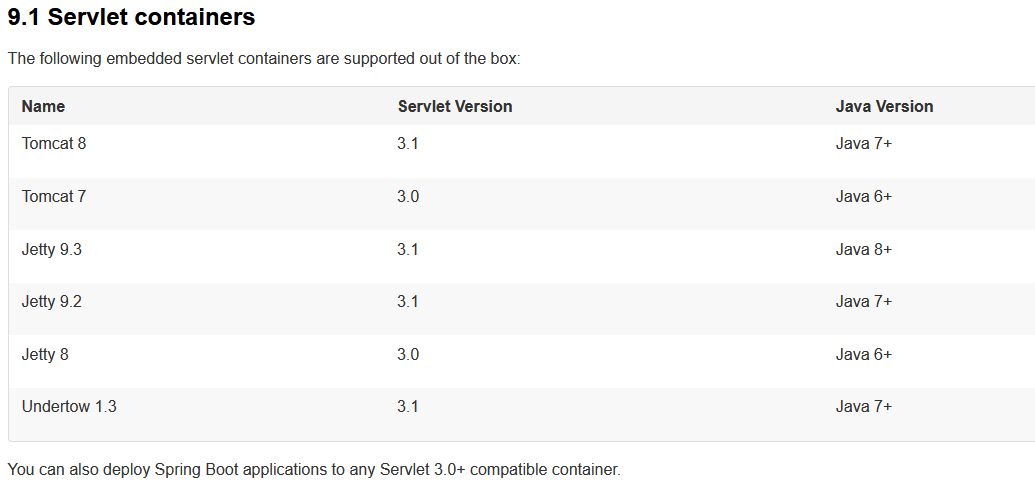 9.1 Servlet containers
The following embedded servlet containers are supported out of the box:
Name Servlet Version Java Version
Tomcat 8 3.1 Java 7+
Tomcat 7 3.0 Java 6+
Jetty 9.3 3.1 Java 8+
Jetty 9.2 3.1 Java 7+
Jetty 8 3.0 Java 6+
Undertow 1.3 3.1 Java 7+
You can also deploy Spring Boot applications to any Servlet 3.0+ compatible container.